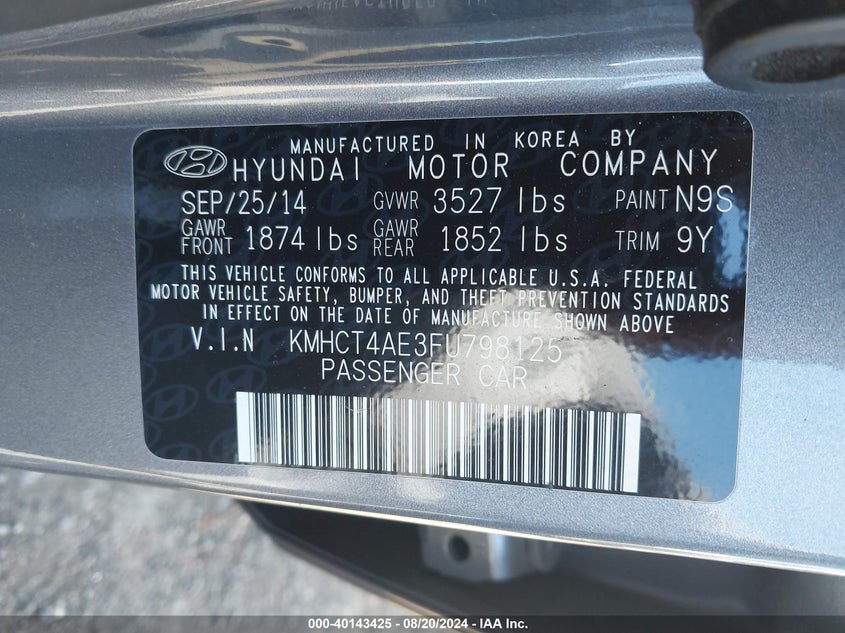 MANUFACTURED IN KOREA BY
HYUNDAI MOTOR COMPANY
SEP/25/14 GVWR 3527 lbs PAINT N9S
GAWR FRONT 1874 lbs GAWR REAR 1852 lbs TRIM 9Y
THIS VEHICLE CONFORMS TO ALL APPLICABLE U.S.A. FEDERAL
MOTOR VEHICLE SAFETY, BUMPER, AND THEFT PREVENTION STANDARDS
IN EFFECT ON THE DATE OF MANUFACTURE SHOWN ABOVE
V.I.N KMHCT4AE3FU798125
PASSENGER CAR
000-40143425 - 08/20/2024 - IAA Inc.